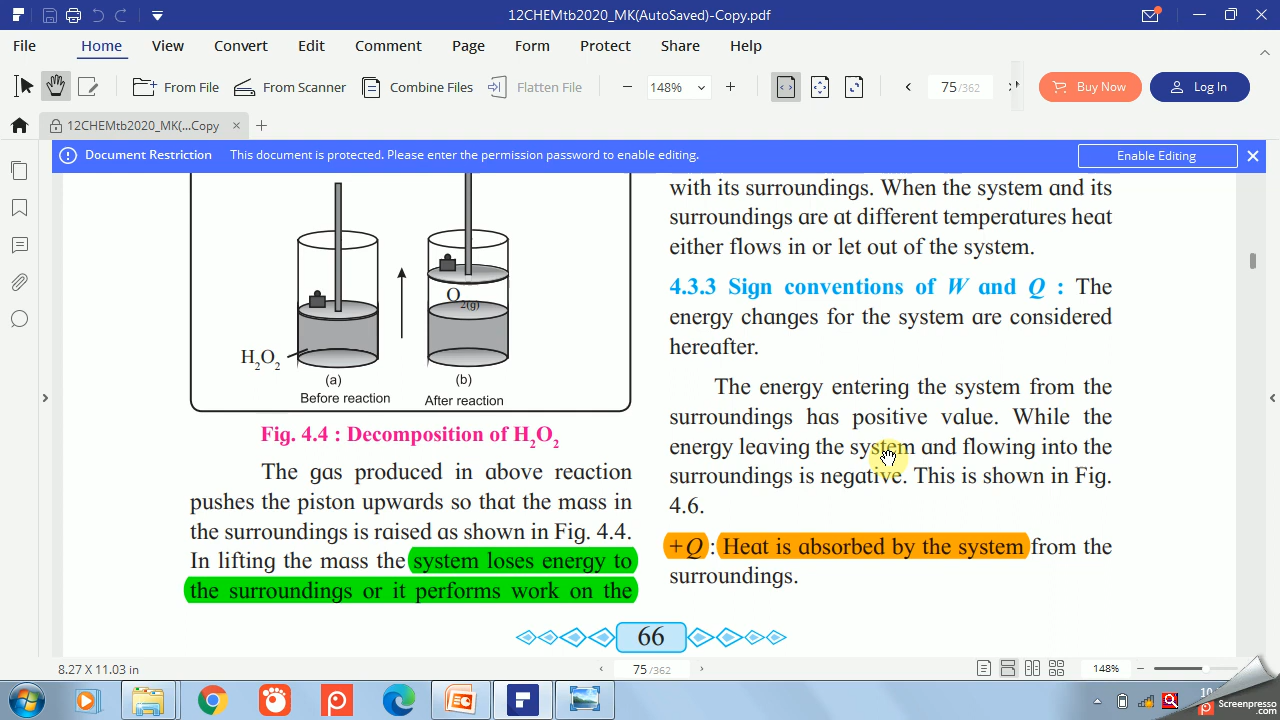 12CHEMtb2020_MK(AutoSaved)-Copy.pdf
File Home View Convert Edit Comment Page Form Protect Share Help
From File From Scanner Combine Files Flatten File 148% 75/362 Buy Now Log In
12CHEMtb2020_MK(...Copy
Document Restriction This document is protected. Please enter the permission password to enable editing. Enable Editing
O2(g)
H2O2
(a) (b)
Before reaction After reaction
Fig. 4.4 : Decomposition of H2O2
The gas produced in above reaction
pushes the piston upwards so that the mass in
the surroundings is raised as shown in Fig. 4.4.
In lifting the mass the system loses energy to
the surroundings or it performs work on the
with its surroundings. When the system and its
surroundings are at different temperatures heat
either flows in or let out of the system.
4.3.3 Sign conventions of W and Q : The
energy changes for the system are considered
hereafter.
The energy entering the system from the
surroundings has positive value. While the
energy leaving the system and flowing into the
surroundings is negative. This is shown in Fig.
4.6.
+Q : Heat is absorbed by the system from the
surroundings.
66
8.27 X 11.03 in 75/362 148%
Screenpresso
.com